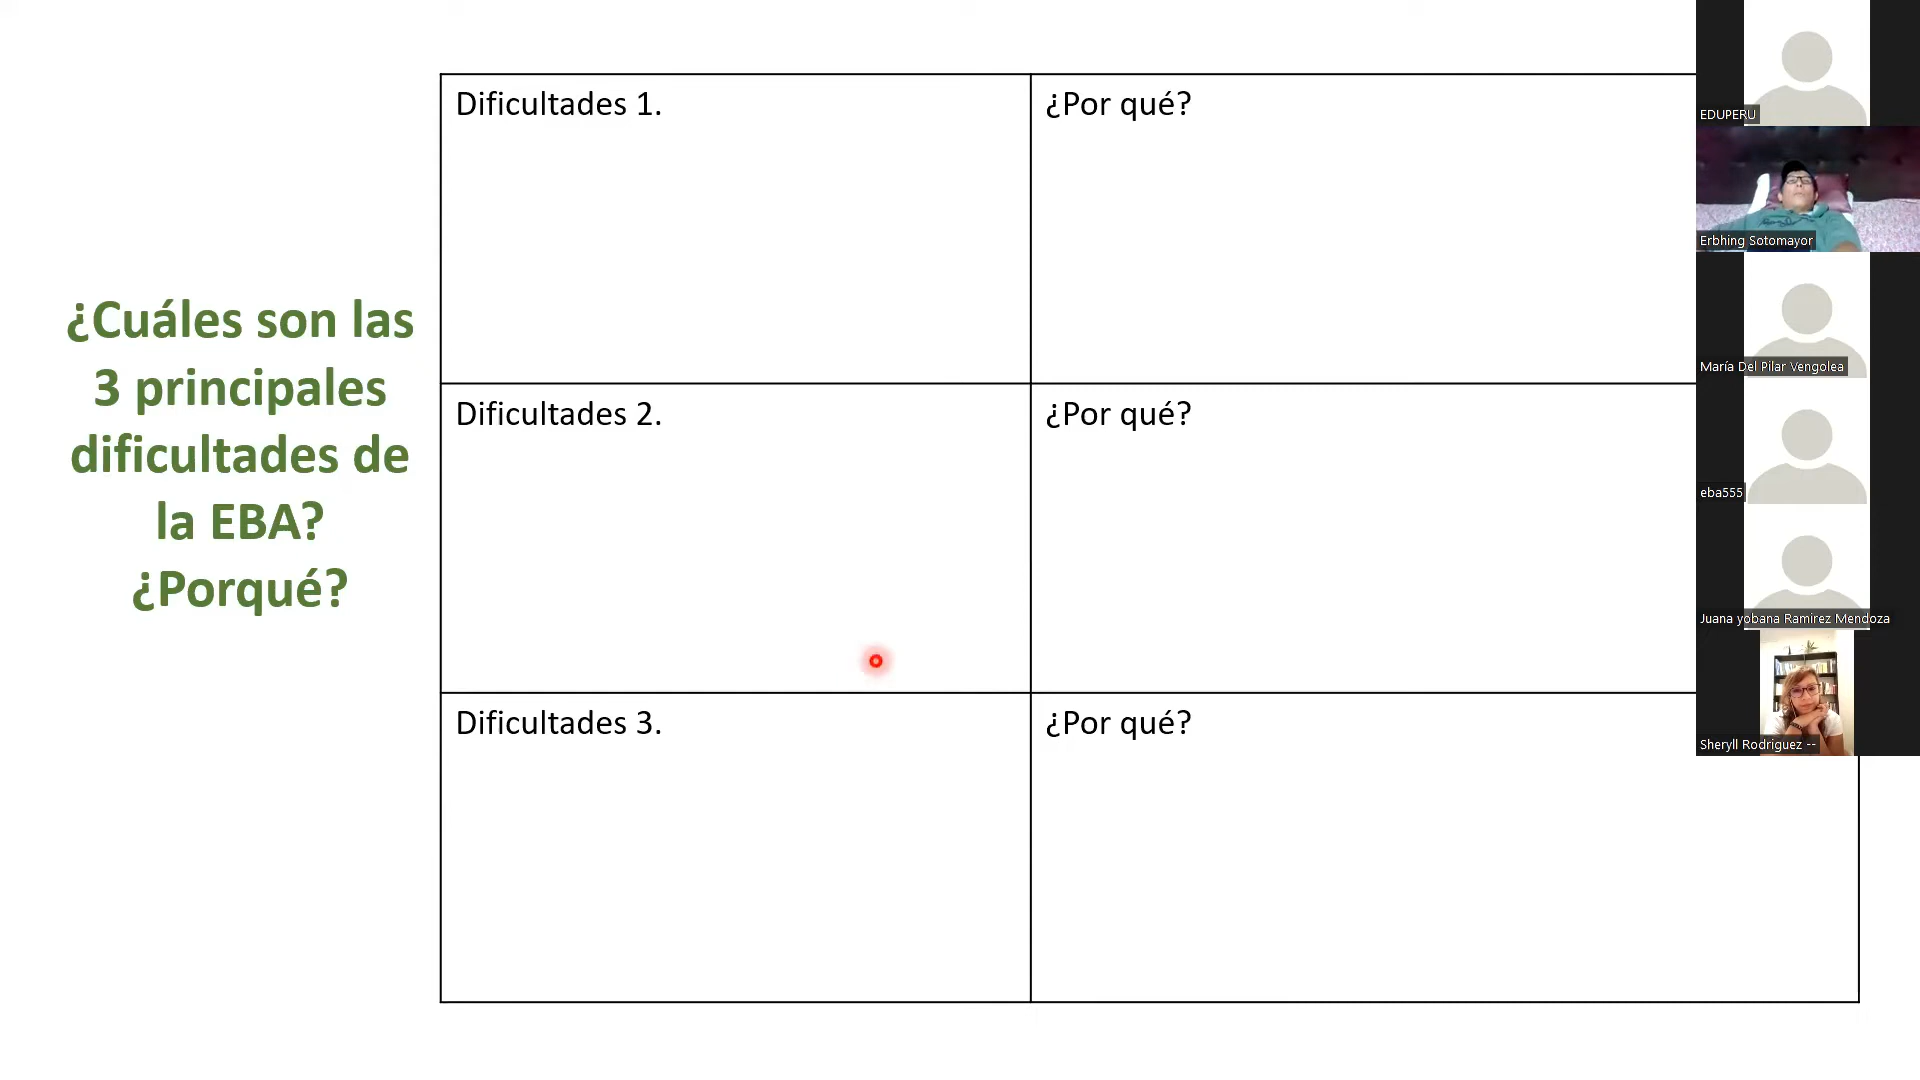 ¿Cuáles son las
3 principales
dificultades de
la EBA?
¿Porqué?
Dificultades 1.
¿Por qué?
Dificultades 2.
¿Por qué?
Dificultades 3.
¿Por qué?
EDUPERU
Erbhing Sotomayor
María Del Pilar Vengolea
eba555
Juana yobana Ramirez Mendoza
Sheryll Rodriguez --